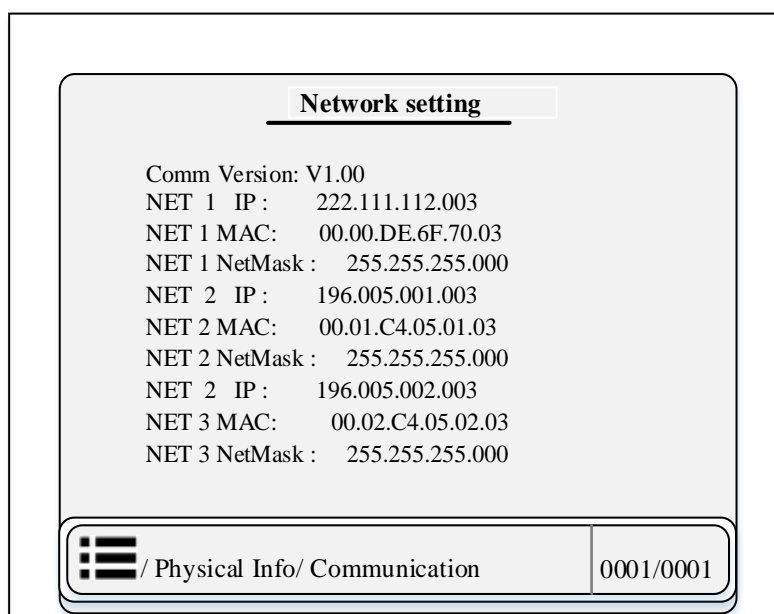 Network setting
Comm Version: V1.00
NET 1 IP : 222.111.112.003
NET 1 MAC: 00.00.DE.6F.70.03
NET 1 NetMask : 255.255.255.000
NET 2 IP : 196.005.001.003
NET 2 MAC: 00.01.C4.05.01.03
NET 2 NetMask : 255.255.255.000
NET 2 IP : 196.005.002.003
NET 3 MAC: 00.02.C4.05.02.03
NET 3 NetMask : 255.255.255.000
/ Physical Info/ Communication 0001/0001